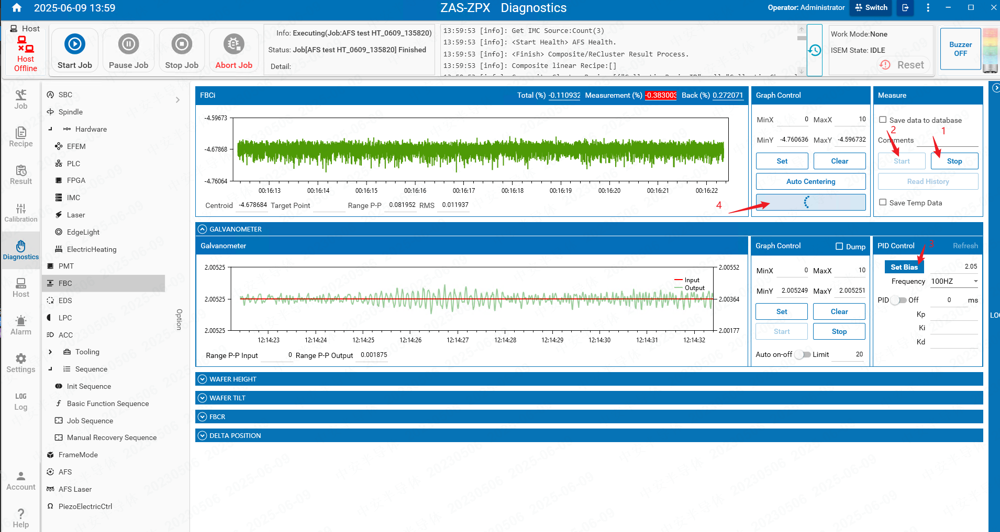 2025-06-09 13:59
ZAS-ZPX Diagnostics
Operator: Administrator
Switch
Host
Host
Offline
Start Job
Pause Job
Stop Job
Abort Job
Info: Executing(Job:AFS test HT_0609_135820)
Status: Job[AFS test HT_0609_135820] Finished
Detail:
13:59:53 [info]: Get IMC Source:Count(3)
13:59:53 [info]: <Start Health> AFS Health.
13:59:53 [info]: <Finish> Composite/ReCluster Result Process.
13:59:53 [info]: Composite linear Recipe:[]
Work Mode:None
ISEM State: IDLE
Reset
Buzzer
OFF
Job
Recipe
Result
Calibration
Diagnostics
Host
Alarm
Settings
LOG
Log
Account
Help
SBC
Spindle
Hardware
EFEM
PLC
FPGA
IMC
Laser
EdgeLight
ElectricHeating
PMT
FBC
EDS
LPC
ACC
Tooling
Sequence
Init Sequence
Basic Function Sequence
Job Sequence
Manual Recovery Sequence
FrameMode
AFS
AFS Laser
PiezoElectricCtrl
Option
FBCi
Total (%) -0.110932 Measurement (%) -0.383003 Back (%) 0.272071
-4.59673
-4.67868
-4.76064
00:16:13 00:16:14 00:16:15 00:16:16 00:16:17 00:16:18 00:16:19 00:16:20 00:16:21 00:16:22
Centroid -4.678684 Target Point Range P-P 0.081952 RMS 0.011937
4
Graph Control
MinX 0 MaxX 10
MinY -4.760636 MaxY -4.596732
Set Clear
Auto Centering
Measure
Save data to database
2 1
Comments
Start Stop
Read History
Save Temp Data
GALVANOMETER
Galvanometer
2.00525
2.00525
2.00525
2.00552
2.00364
2.00177
Input
Output
12:14:23 12:14:24 12:14:25 12:14:26 12:14:27 12:14:28 12:14:29 12:14:30 12:14:31 12:14:32
Range P-P Input 0 Range P-P Output 0.001875
Graph Control Dump
MinX 0 MaxX 10
MinY 2.005249 MaxY 2.005251
Set Clear
Start Stop
Auto on-off Limit 20
PID Control 3 Refresh
Set Bias 2.05
Frequency 100HZ
PID Off 0 ms
Kp
Ki
Kd
WAFER HEIGHT
WAFER TILT
FBCR
DELTA POSITION
中安半导体 20230506 2025-06-09